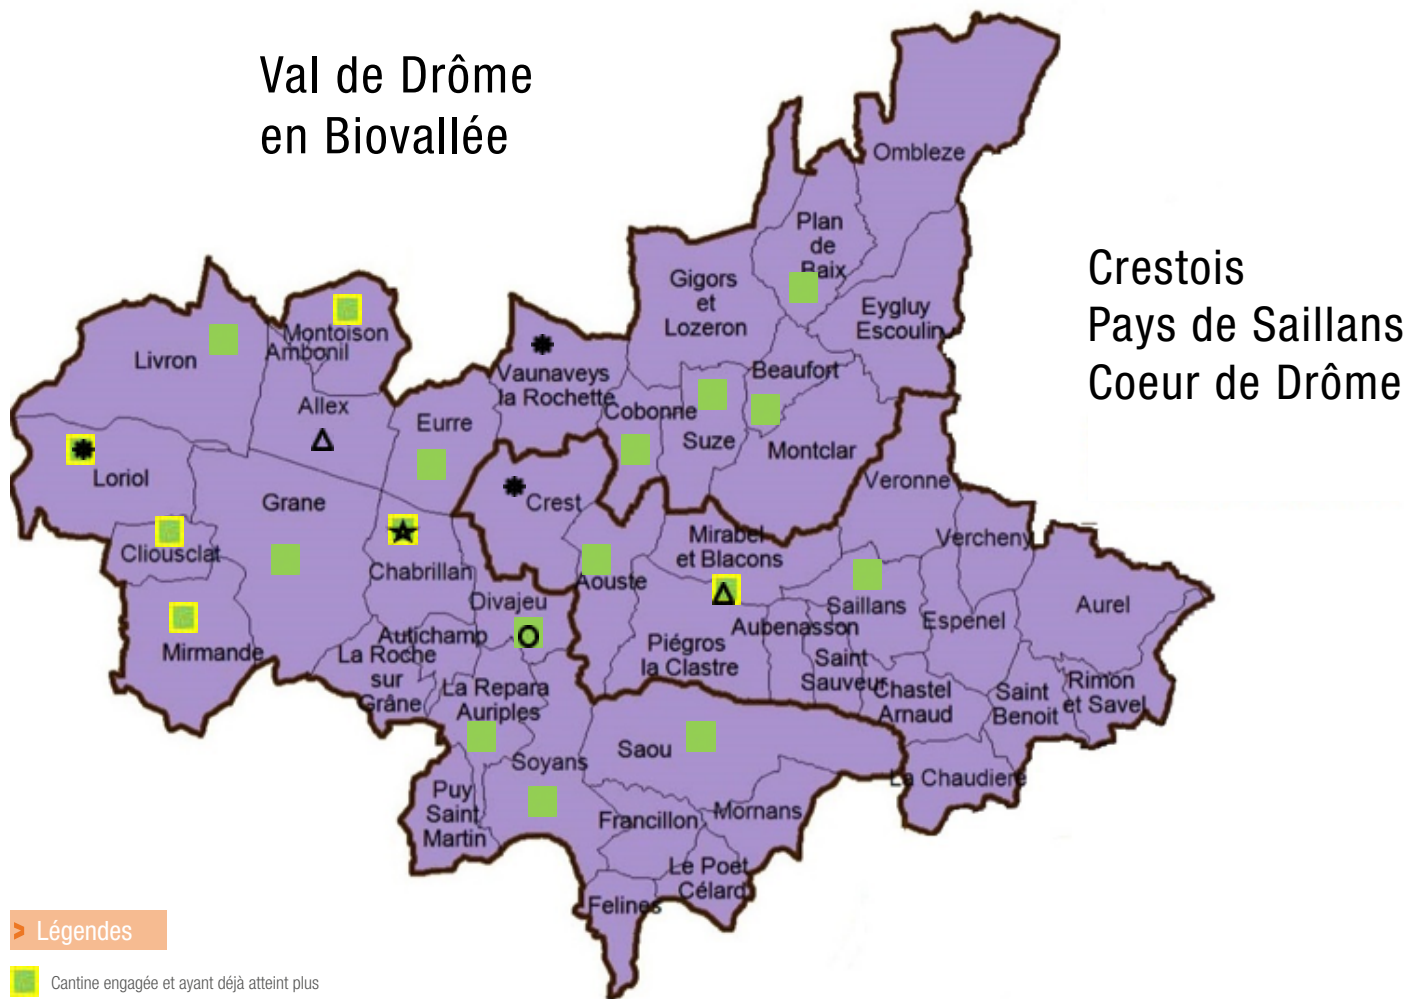 Val de Drôme
en Biovallée
Crestois
Pays de Saillans
Coeur de Drôme
Ombleze
Plan
de
Baix
Gigors
et
Lozeron
Eygluy
Escoulin
Montoison
Ambonil
Livron
Vaunaveys
la Rochette
Beaufort
Allex
Cobonne
Eurre
Suze
Montclar
Loriol
Veronne
Grane
Crest
Mirabel
et Blacons
Vercheny
Cliousclat
Chabrillan
Aouste
Divajeu
Saillans
Aurel
Espenel
Autichamp
Aubenasson
Mirmande
La Roche
sur
Grâne
Piégros
la Clastre
Saint
Sauveur
Chastel
Arnaud
Saint
Benoit
Rimon
et Savel
La Repara
Auriples
Saou
Soyans
La Chaudiere
Puy
Saint
Martin
Francillon
Mornans
Le Poet
Célard
Felines
> Légendes
Cantine engagée et ayant déjà atteint plus